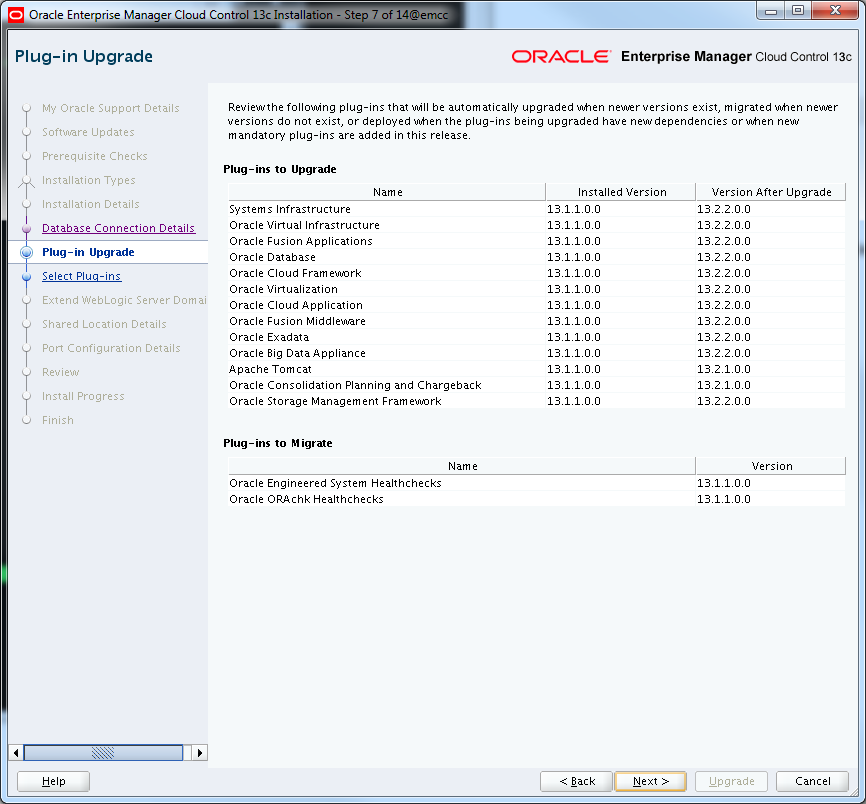 Oracle Enterprise Manager Cloud Control 13c Installation - Step 7 of 14@emcc
Plug-in Upgrade
ORACLE Enterprise Manager Cloud Control 13c
My Oracle Support Details
Software Updates
Prerequisite Checks
Installation Types
Installation Details
Database Connection Details
Plug-in Upgrade
Select Plug-ins
Extend WebLogic Server Domai
Shared Location Details
Port Configuration Details
Review
Install Progress
Finish
Review the following plug-ins that will be automatically upgraded when newer versions exist, migrated when newer
versions do not exist, or deployed when the plug-ins being upgraded have new dependencies or when new
mandatory plug-ins are added in this release.
Plug-ins to Upgrade
Name Installed Version Version After Upgrade
Systems Infrastructure 13.1.1.0.0 13.2.2.0.0
Oracle Virtual Infrastructure 13.1.1.0.0 13.2.2.0.0
Oracle Fusion Applications 13.1.1.0.0 13.2.2.0.0
Oracle Database 13.1.1.0.0 13.2.2.0.0
Oracle Cloud Framework 13.1.1.0.0 13.2.2.0.0
Oracle Virtualization 13.1.1.0.0 13.2.2.0.0
Oracle Cloud Application 13.1.1.0.0 13.2.2.0.0
Oracle Fusion Middleware 13.1.1.0.0 13.2.2.0.0
Oracle Exadata 13.1.1.0.0 13.2.2.0.0
Oracle Big Data Appliance 13.1.1.0.0 13.2.2.0.0
Apache Tomcat 13.1.1.0.0 13.2.1.0.0
Oracle Consolidation Planning and Chargeback 13.1.1.0.0 13.2.1.0.0
Oracle Storage Management Framework 13.1.1.0.0 13.2.2.0.0
Plug-ins to Migrate
Name Version
Oracle Engineered System Healthchecks 13.1.1.0.0
Oracle ORAchk Healthchecks 13.1.1.0.0
Help < Back Next > Upgrade Cancel